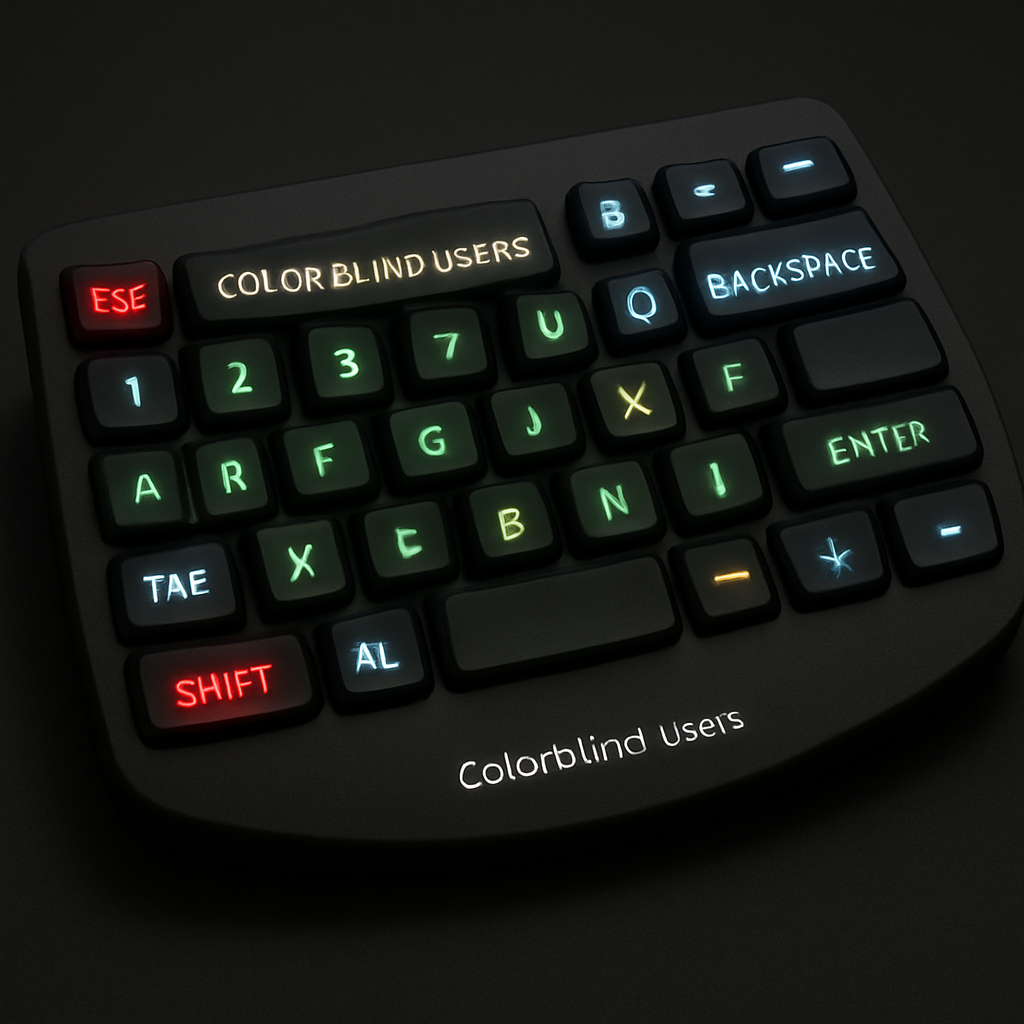 B < –
ESE COLOR BLIND USERS Q BACKSPACE
1 2 3 7 U X F
A R F G J ENTER
TAE X B N – * -
SHIFT AL
Colorblind Users